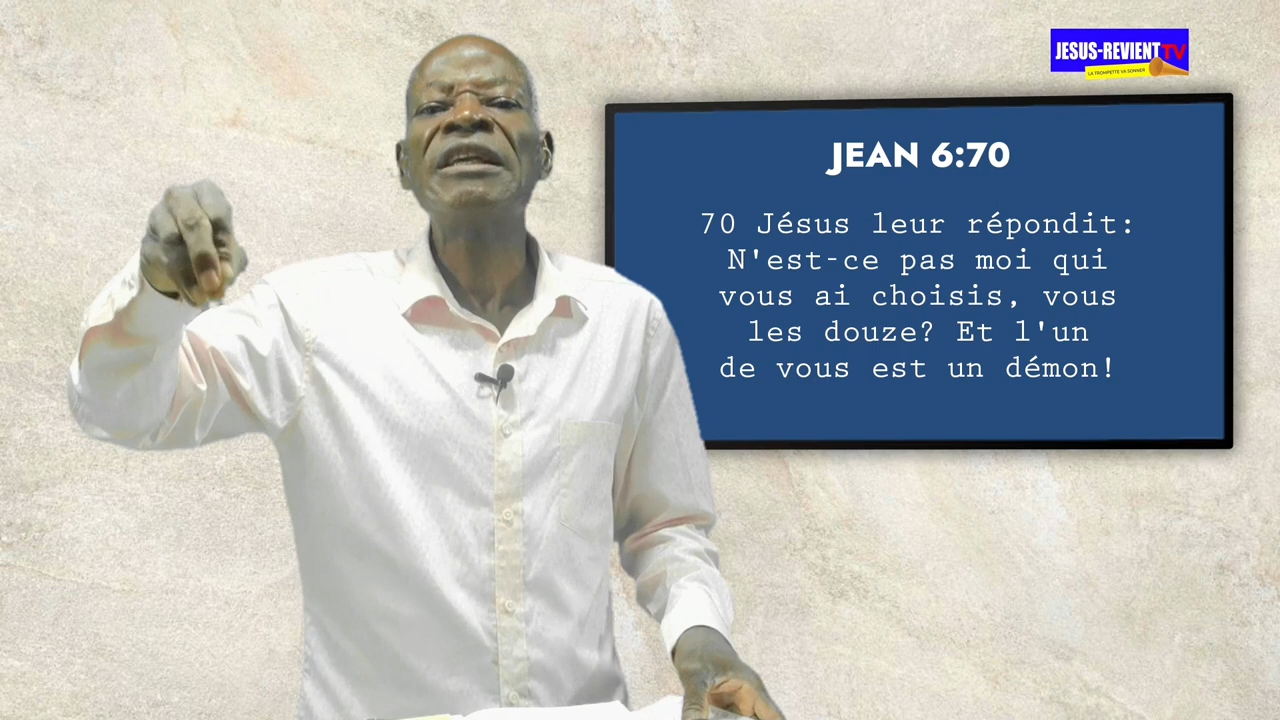 JESUS-REVIENT TV
LA TROMPETTE VA SONNER
JEAN 6:70
70 Jésus leur répondit:
N'est-ce pas moi qui
vous ai choisis, vous
les douze? Et l'un
de vous est un démon!